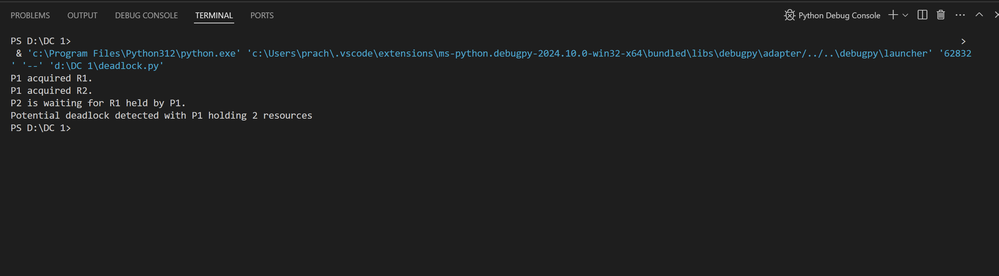 PROBLEMS OUTPUT DEBUG CONSOLE TERMINAL PORTS Python Debug Console
PS D:\DC 1> >
& 'c:\Program Files\Python312\python.exe' 'c:\Users\prach\.vscode\extensions\ms-python.debugpy-2024.10.0-win32-x64\bundled\libs\debugpy\adapter/../..\debugpy\launcher' '62832
' '--' 'd:\DC 1\deadlock.py'
P1 acquired R1.
P1 acquired R2.
P2 is waiting for R1 held by P1.
Potential deadlock detected with P1 holding 2 resources
PS D:\DC 1>